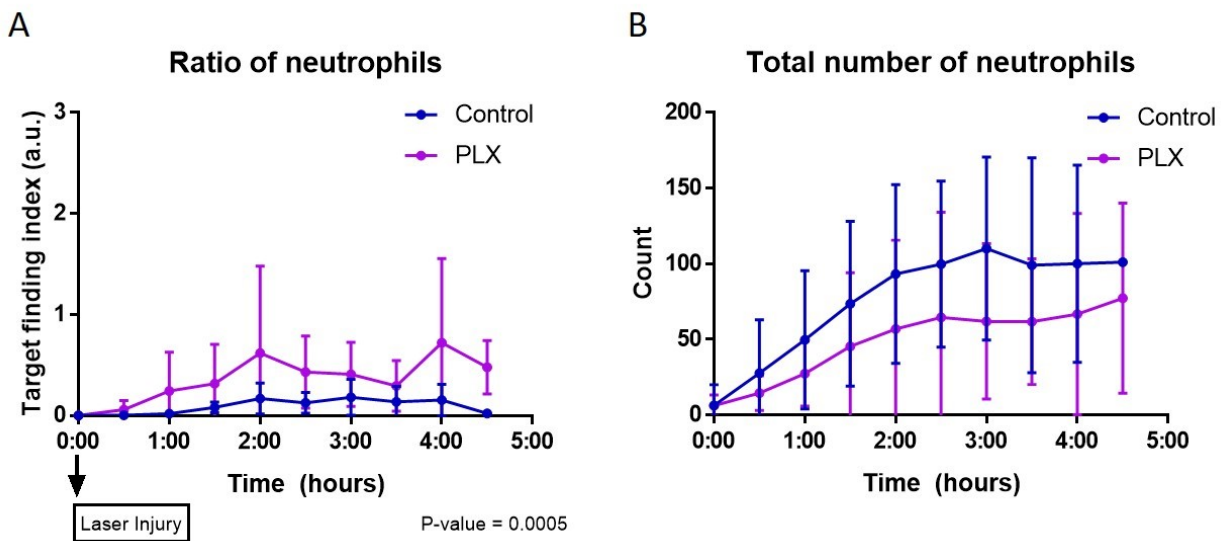 A
Ratio of neutrophils
Control
PLX
Target finding index (a.u.)
3
2
1
0
0:00 1:00 2:00 3:00 4:00 5:00
Time (hours)
Laser Injury
P-value = 0.0005
B
Total number of neutrophils
Control
PLX
Count
200
150
100
50
0
0:00 1:00 2:00 3:00 4:00 5:00
Time (hours)